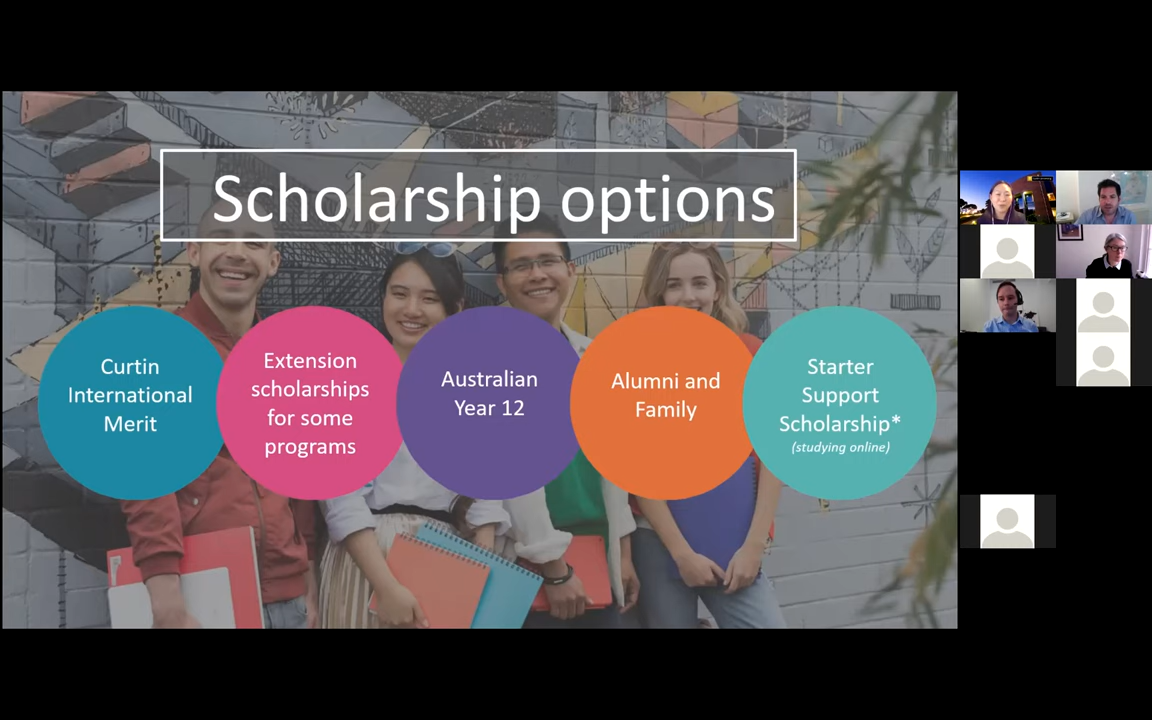 Scholarship options
Curtin
International
Merit
Extension
scholarships
for some
programs
Australian
Year 12
Alumni and
Family
Starter
Support
Scholarship*
(studying online)